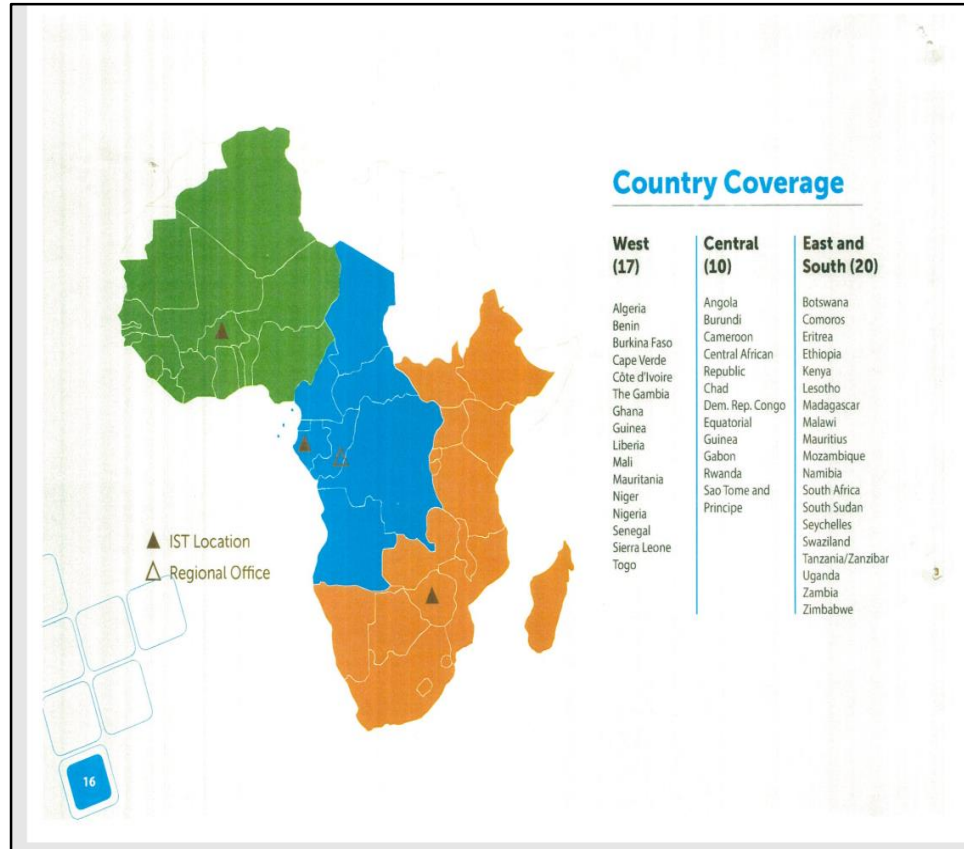 Country Coverage
West
(17)
Algeria
Benin
Burkina Faso
Cape Verde
Côte d'Ivoire
The Gambia
Ghana
Guinea
Liberia
Mali
Mauritania
Niger
Nigeria
Senegal
Sierra Leone
Togo
Central
(10)
Angola
Burundi
Cameroon
Central African
Republic
Chad
Dem. Rep. Congo
Equatorial
Guinea
Gabon
Rwanda
Sao Tome and
Principe
East and
South (20)
Botswana
Comoros
Eritrea
Ethiopia
Kenya
Lesotho
Madagascar
Malawi
Mauritius
Mozambique
Namibia
South Africa
South Sudan
Seychelles
Swaziland
Tanzania/Zanzibar
Uganda
Zambia
Zimbabwe
IST Location
Regional Office
16